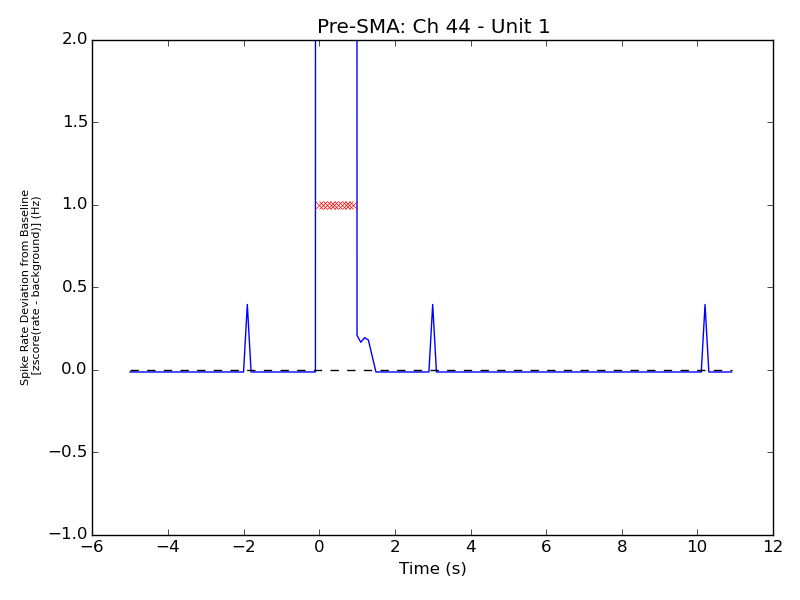 Pre-SMA: Ch 44 - Unit 1
Spike Rate Deviation from Baseline
[zscore(rate - background)] (Hz)
2.0
1.5
1.0
0.5
0.0
−0.5
−1.0
−6 −4 −2 0 2 4 6 8 10 12
Time (s)